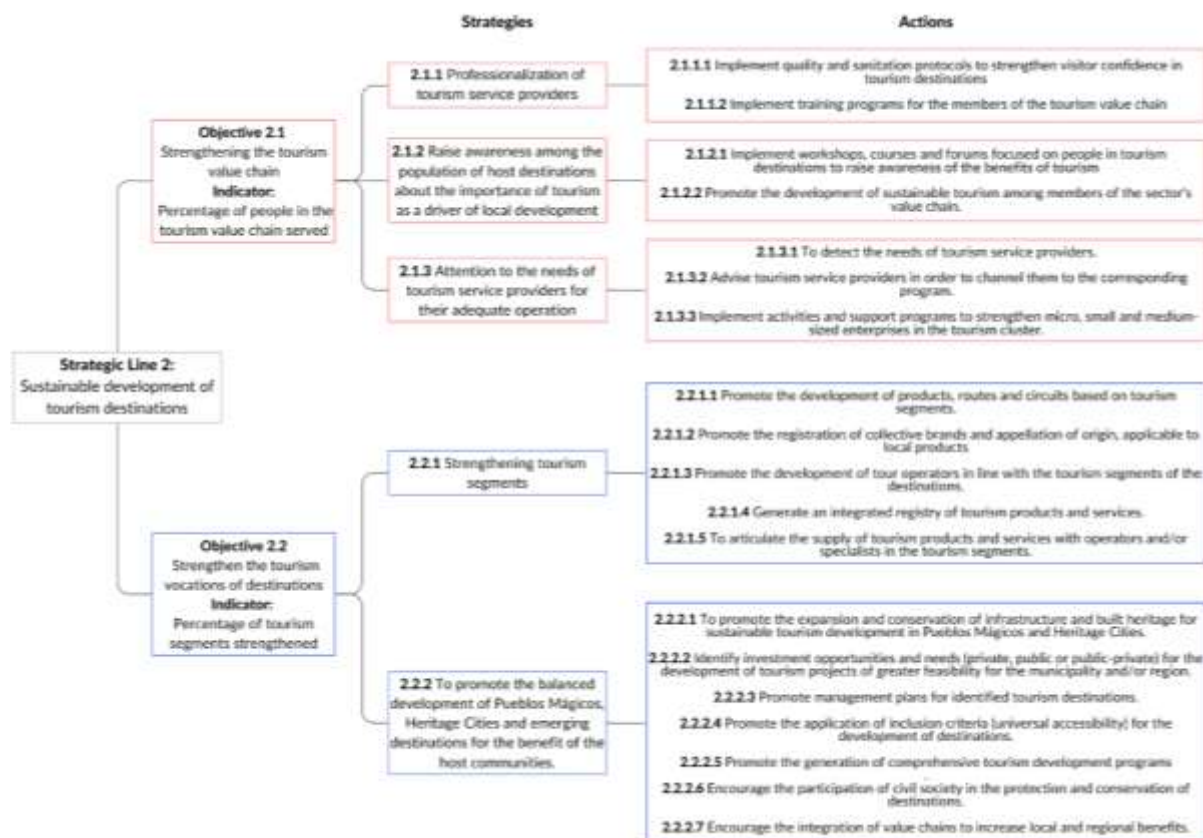 Strategies
Actions
2.1.1 Professionalization of
tourism service providers
2.1.1.1 Implement quality and sanitation protocols to strengthen visitor confidence in
tourism destinations
2.1.1.2 Implement training programs for the members of the tourism value chain
Objective 2.1
Strengthening the tourism
value chain
Indicator:
Percentage of people in the
tourism value chain served
2.1.2 Raise awareness among the
population of host destinations
about the importance of tourism
as a driver of local development
2.1.2.1 Implement workshops, courses and forums focused on people in tourism
destinations to raise awareness of the benefits of tourism
2.1.2.2 Promote the development of sustainable tourism among members of the sector's
value chain.
2.1.3 Attention to the needs of
tourism service providers for
their adequate operation
2.1.3.1 To detect the needs of tourism service providers.
2.1.3.2 Advise tourism service providers in order to channel them to the corresponding
program.
2.1.3.3 Implement activities and support programs to strengthen micro, small and medium-
sized enterprises in the tourism cluster.
Strategic Line 2:
Sustainable development of
tourism destinations
2.2.1 Strengthening tourism
segments
2.2.1.1 Promote the development of products, routes and circuits based on tourism
segments.
2.2.1.2 Promote the registration of collective brands and appellation of origin, applicable to
local products
2.2.1.3 Promote the development of tour operators in line with the tourism segments of the
destinations.
2.2.1.4 Generate an integrated registry of tourism products and services.
2.2.1.5 To articulate the supply of tourism products and services with operators and/or
specialists in the tourism segments.
Objective 2.2
Strengthen the tourism
vocations of destinations
Indicator:
Percentage of tourism
segments strengthened
2.2.2 To promote the balanced
development of Pueblos Mágicos,
Heritage Cities and emerging
destinations for the benefit of the
host communities.
2.2.2.1 To promote the expansion and conservation of infrastructure and built heritage for
sustainable tourism development in Pueblos Mágicos and Heritage Cities.
2.2.2.2 Identify investment opportunities and needs (private, public or public-private) for the
development of tourism projects of greater feasibility for the municipality and/or region.
2.2.2.3 Promote management plans for identified tourism destinations.
2.2.2.4 Promote the application of inclusion criteria (universal accessibility) for the
development of destinations.
2.2.2.5 Promote the generation of comprehensive tourism development programs
2.2.2.6 Encourage the participation of civil society in the protection and conservation of
destinations.
2.2.2.7 Encourage the integration of value chains to increase local and regional benefits